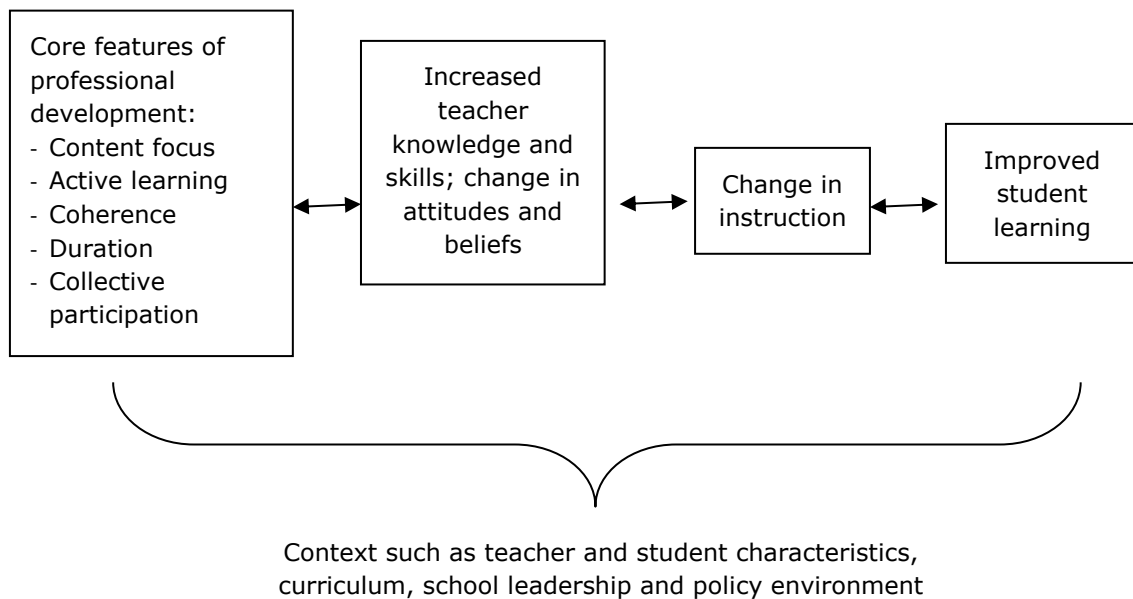 Core features of
professional
development:
- Content focus
- Active learning
- Coherence
- Duration
- Collective
participation
Increased
teacher
knowledge and
skills; change in
attitudes and
beliefs
Change in
instruction
Improved
student
learning
Context such as teacher and student characteristics,
curriculum, school leadership and policy environment